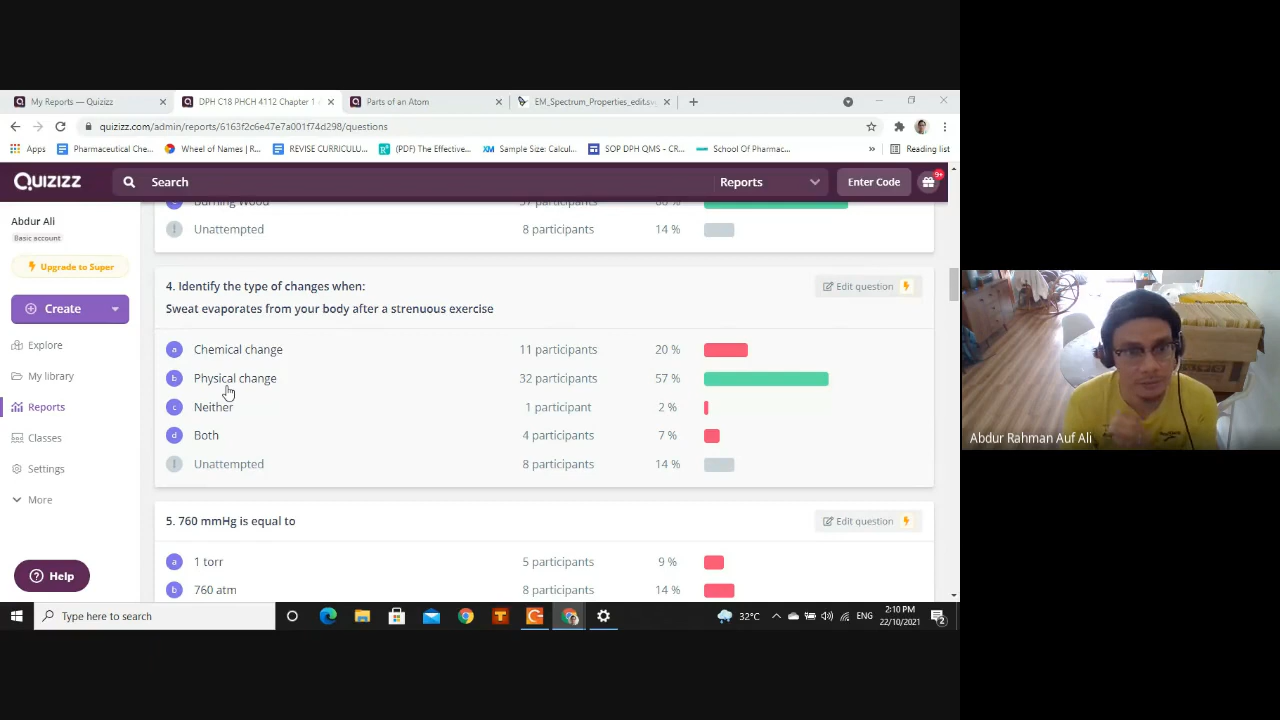 My Reports — Quizizz
DPH C18 PHCH 4112 Chapter 1
Parts of an Atom
EM_Spectrum_Properties_edit.sv
quizizz.com/admin/reports/6163f2c6e47e7a001f74d298/questions
Apps
Pharmaceutical Che...
Wheel of Names | R...
REVISE CURRICULU...
(PDF) The Effective...
Sample Size: Calcul...
SOP DPH QMS - CR...
School Of Pharmac...
»
Reading list
QUIZIZZ
Search
Reports
Enter Code
9+
Abdur Ali
Basic account
Upgrade to Super
Create
Explore
My library
Reports
Classes
Settings
More
Help
Burning Wood
Unattempted 8 participants 14 %
4. Identify the type of changes when:
Edit question
Sweat evaporates from your body after a strenuous exercise
a Chemical change 11 participants 20 %
b Physical change 32 participants 57 %
c Neither 1 participant 2 %
d Both 4 participants 7 %
! Unattempted 8 participants 14 %
5. 760 mmHg is equal to
Edit question
a 1 torr 5 participants 9 %
b 760 atm 8 participants 14 %
Type here to search
32°C
ENG
2:10 PM
22/10/2021
2
Abdur Rahman Auf Ali